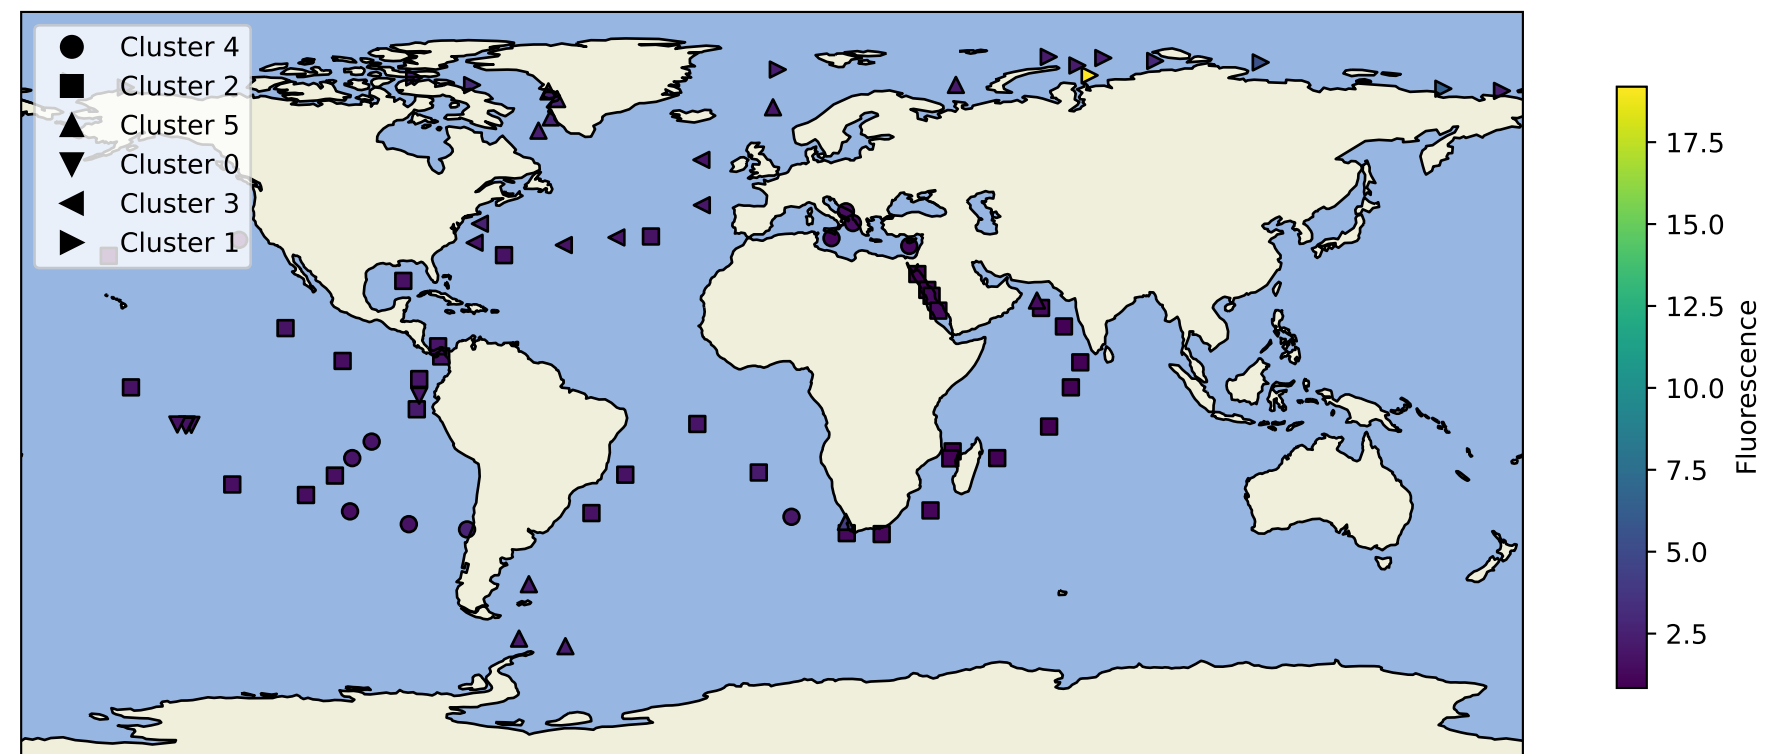 Cluster 4
Cluster 2
Cluster 5
Cluster 0
Cluster 3
Cluster 1
17.5
15.0
12.5
10.0
7.5
5.0
2.5
Fluorescence